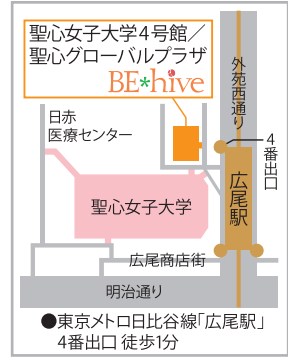 聖心女子大学4号館／
聖心グローバルプラザ
BE*hive
日赤
医療センター
外苑西通り
4番出口
広尾駅
聖心女子大学
広尾商店街
明治通り
●東京メトロ日比谷線「広尾駅」
4番出口 徒歩1分